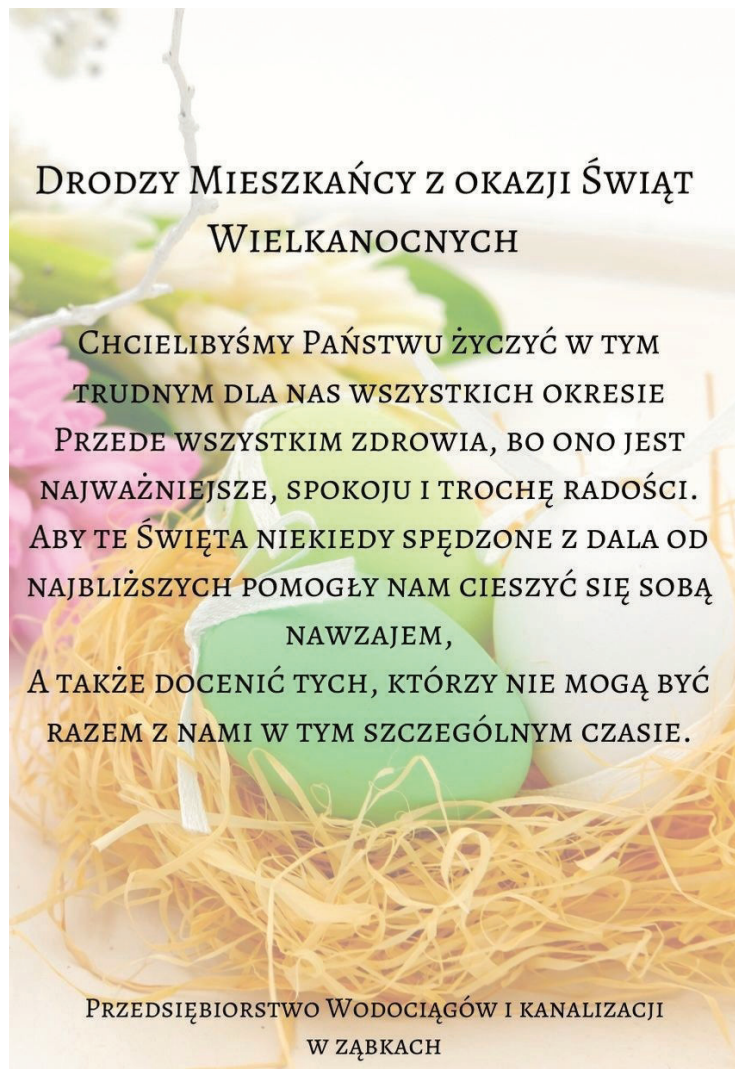 Drodzy Mieszkańcy z okazji Świąt
Wielkanocnych
Chcielibyśmy Państwu życzyć w tym
trudnym dla nas wszystkich okresie
Przede wszystkim zdrowia, bo ono jest
najważniejsze, spokoju i trochę radości.
Aby te Święta niekiedy spędzone z dala od
najbliższych pomogły nam cieszyć się sobą
nawzajem,
A także docenić tych, którzy nie mogą być
razem z nami w tym szczególnym czasie.
Przedsiębiorstwo Wodociągów i kanalizacji
w ząbkach